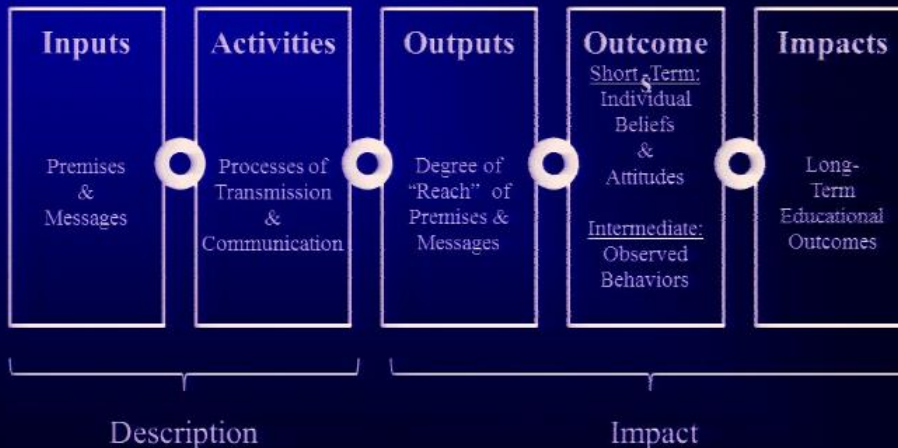 Inputs
Premises
&
Messages
Activities
Processes of
Transmission
&
Communication
Outputs
Degree of
“Reach” of
Premises &
Messages
Outcome
s
Short-Term:
Individual
Beliefs
&
Attitudes
Intermediate:
Observed
Behaviors
Impacts
Long-
Term
Educational
Outcomes
Description
Impact